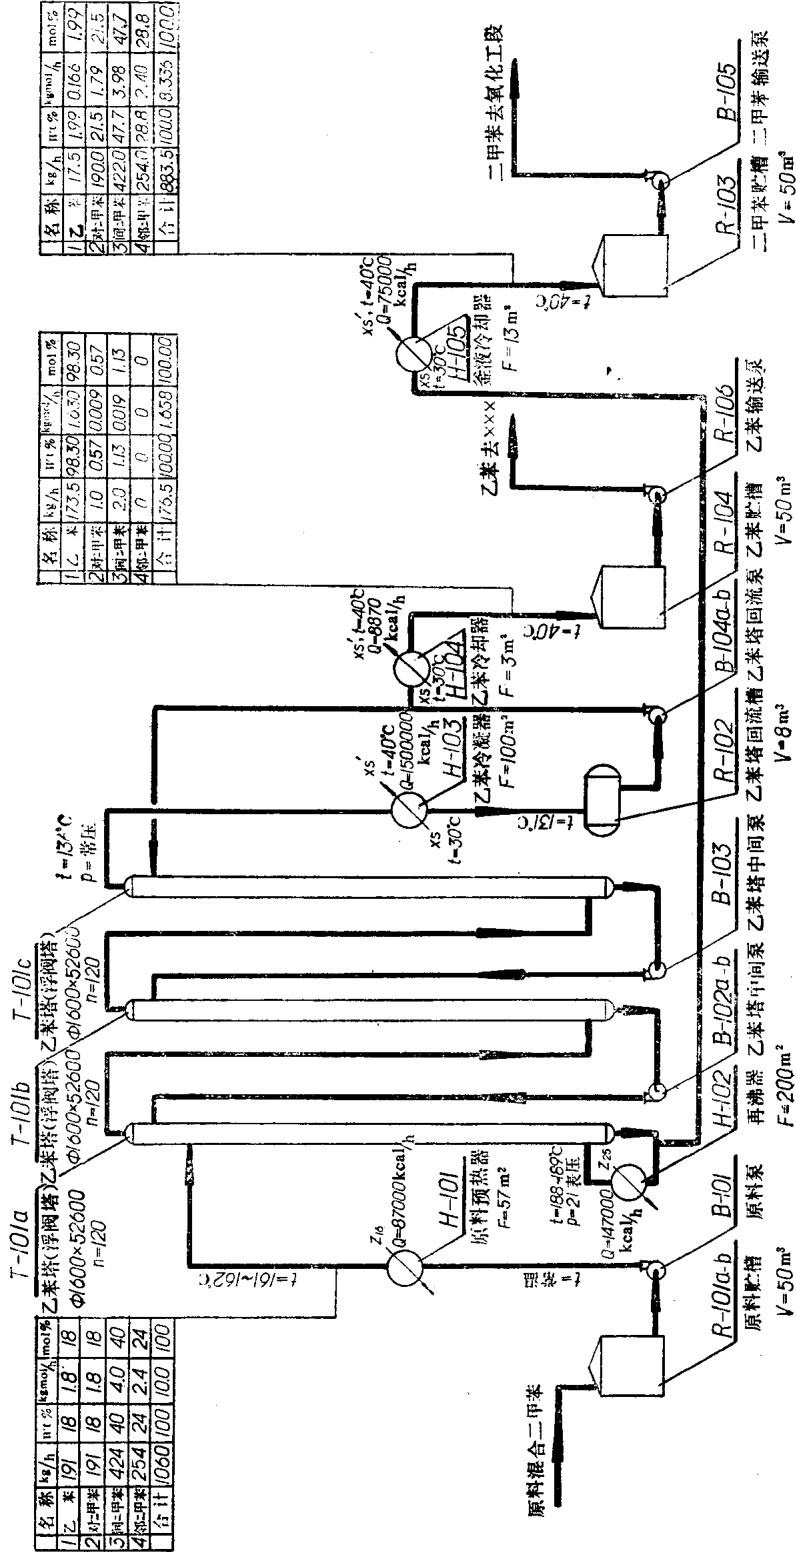 名称 kg/h wt% kgmol/h mol%
1 乙苯 191 18 1.8 18
2 对二甲苯 191 18 1.8 18
3 间二甲苯 424 40 4.0 40
4 邻二甲苯 254 24 2.4 24
合计 1060 100 10.0 100
名称 kg/h wt% kgmol/h mol%
1 乙苯 173.5 98.30 1.630 98.30
2 对二甲苯 1.0 0.57 0.009 0.57
3 间二甲苯 2.0 1.13 0.019 1.13
4 邻二甲苯 0 0 0 0
合计 176.5 100.00 1.658 100.00
名称 kg/h wt% kgmol/h mol%
1 乙苯 17.5 1.99 0.166 1.99
2 对二甲苯 190.0 21.5 1.79 21.5
3 间二甲苯 422.0 47.7 3.98 47.7
4 邻二甲苯 254.0 28.8 2.40 28.8
合计 883.5 100.0 8.336 100.0
T-101a
乙苯塔(浮阀塔)
Φ1600×52600
n=120
T-101b
乙苯塔(浮阀塔)
Φ1600×52600
n=120
T-101c
乙苯塔(浮阀塔)
Φ1600×52600
n=120
t=134°C
p=常压
xs'
t=40°C
Q=1500000
kcal/h
H-103
乙苯冷凝器
F=100m²
xs
t=30°C
t=131°C
xs', t=40°C
Q=8870
kcal/h
xs
t=30°C
H-104
乙苯冷却器
F=3m²
t=40°C
乙苯去×××
xs', t=40°C
Q=75000
kcal/h
xs
t=30°C
H-105
釜液冷却器
F=13m²
t=40°C
二甲苯去氧化工段
t=161~162°C
Z16
Q=87000kcal/h
H-101
原料预热器
F=57m²
t=常温
t=188~189°C
p=21表压
Z25
Q=147000
kcal/h
原料混合二甲苯
R-101a-b
原料贮槽
V=50m³
B-101
原料泵
H-102
再沸器
F=200m²
B-102a-b
乙苯塔中间泵
B-103
乙苯塔中间泵
R-102
乙苯塔回流槽
V=8m³
B-104a-b
乙苯塔回流泵
R-104
乙苯贮槽
V=50m³
R-106
乙苯输送泵
R-103
二甲苯贮槽
V=50m³
B-105
二甲苯输送泵